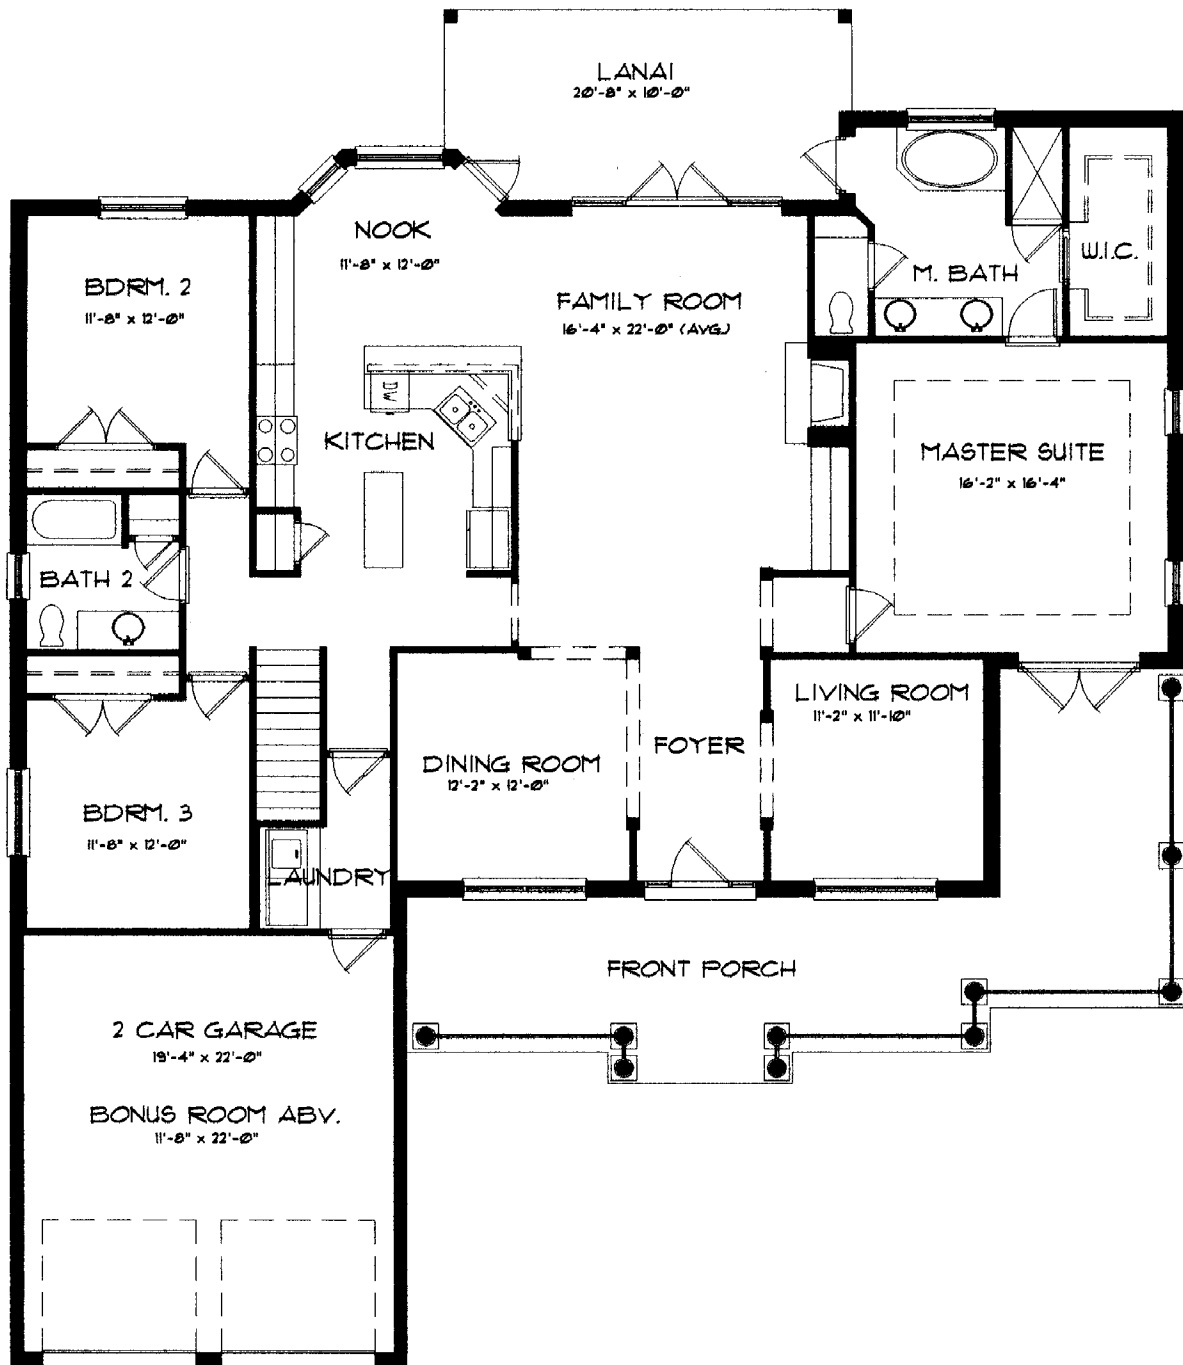 LANAI
20'-8" x 10'-0"
NOOK
11'-8" x 12'-0"
BDRM. 2
11'-8" x 12'-0"
FAMILY ROOM
16'-4" x 22'-0" (AVG.)
M. BATH
W.I.C.
DW
KITCHEN
MASTER SUITE
16'-2" x 16'-4"
BATH 2
LIVING ROOM
11'-2" x 11'-10"
FOYER
DINING ROOM
12'-2" x 12'-0"
BDRM. 3
11'-8" x 12'-0"
LAUNDRY
FRONT PORCH
2 CAR GARAGE
19'-4" x 22'-0"
BONUS ROOM ABV.
11'-8" x 22'-0"